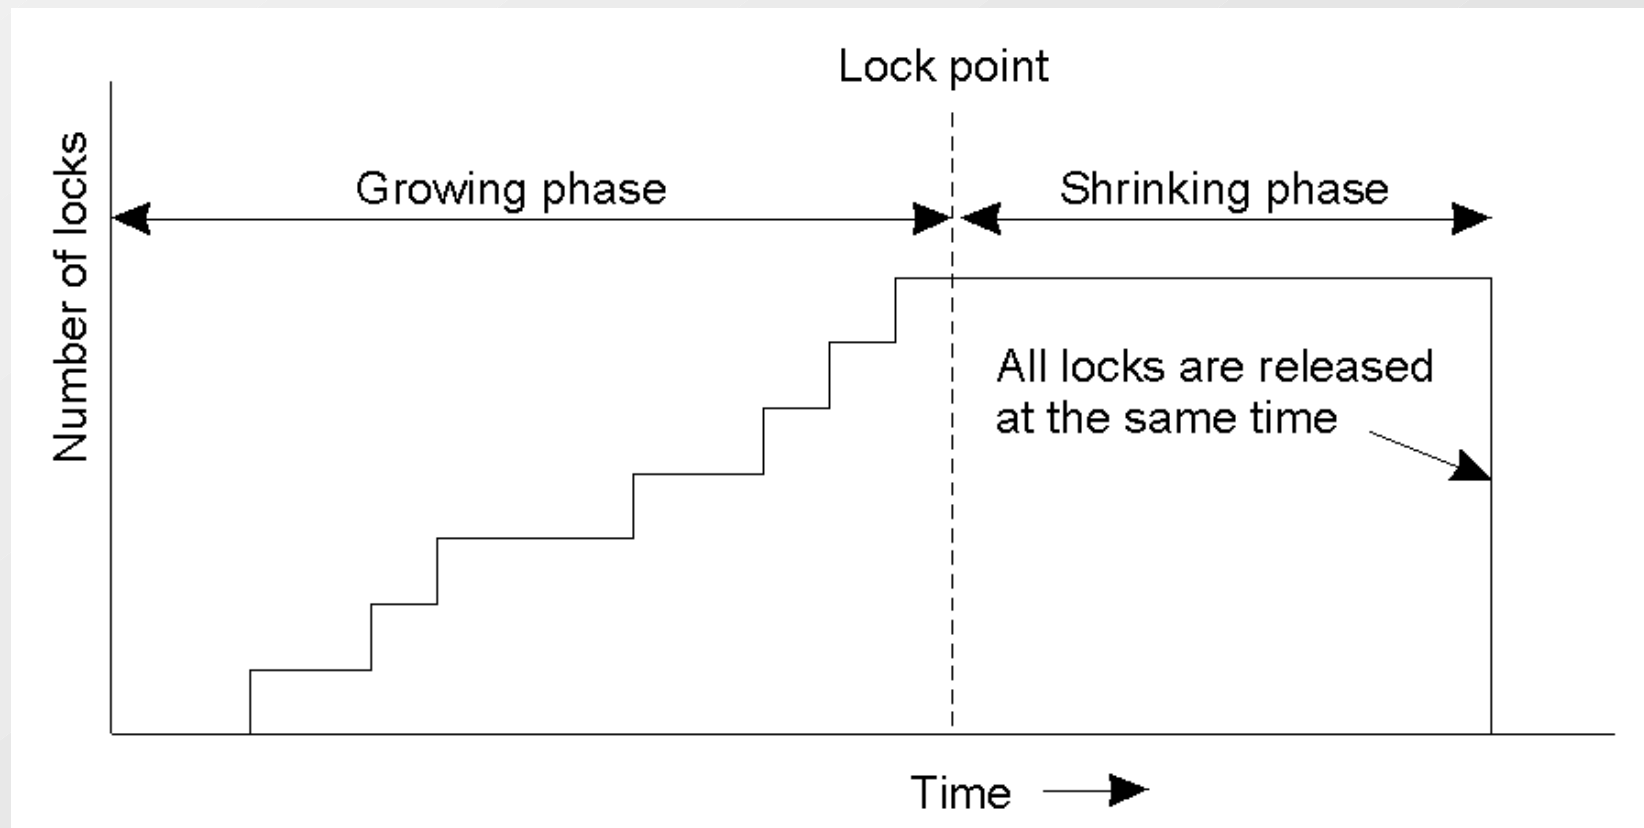 Lock point
Number of locks
Growing phase
Shrinking phase
All locks are released
at the same time
Time